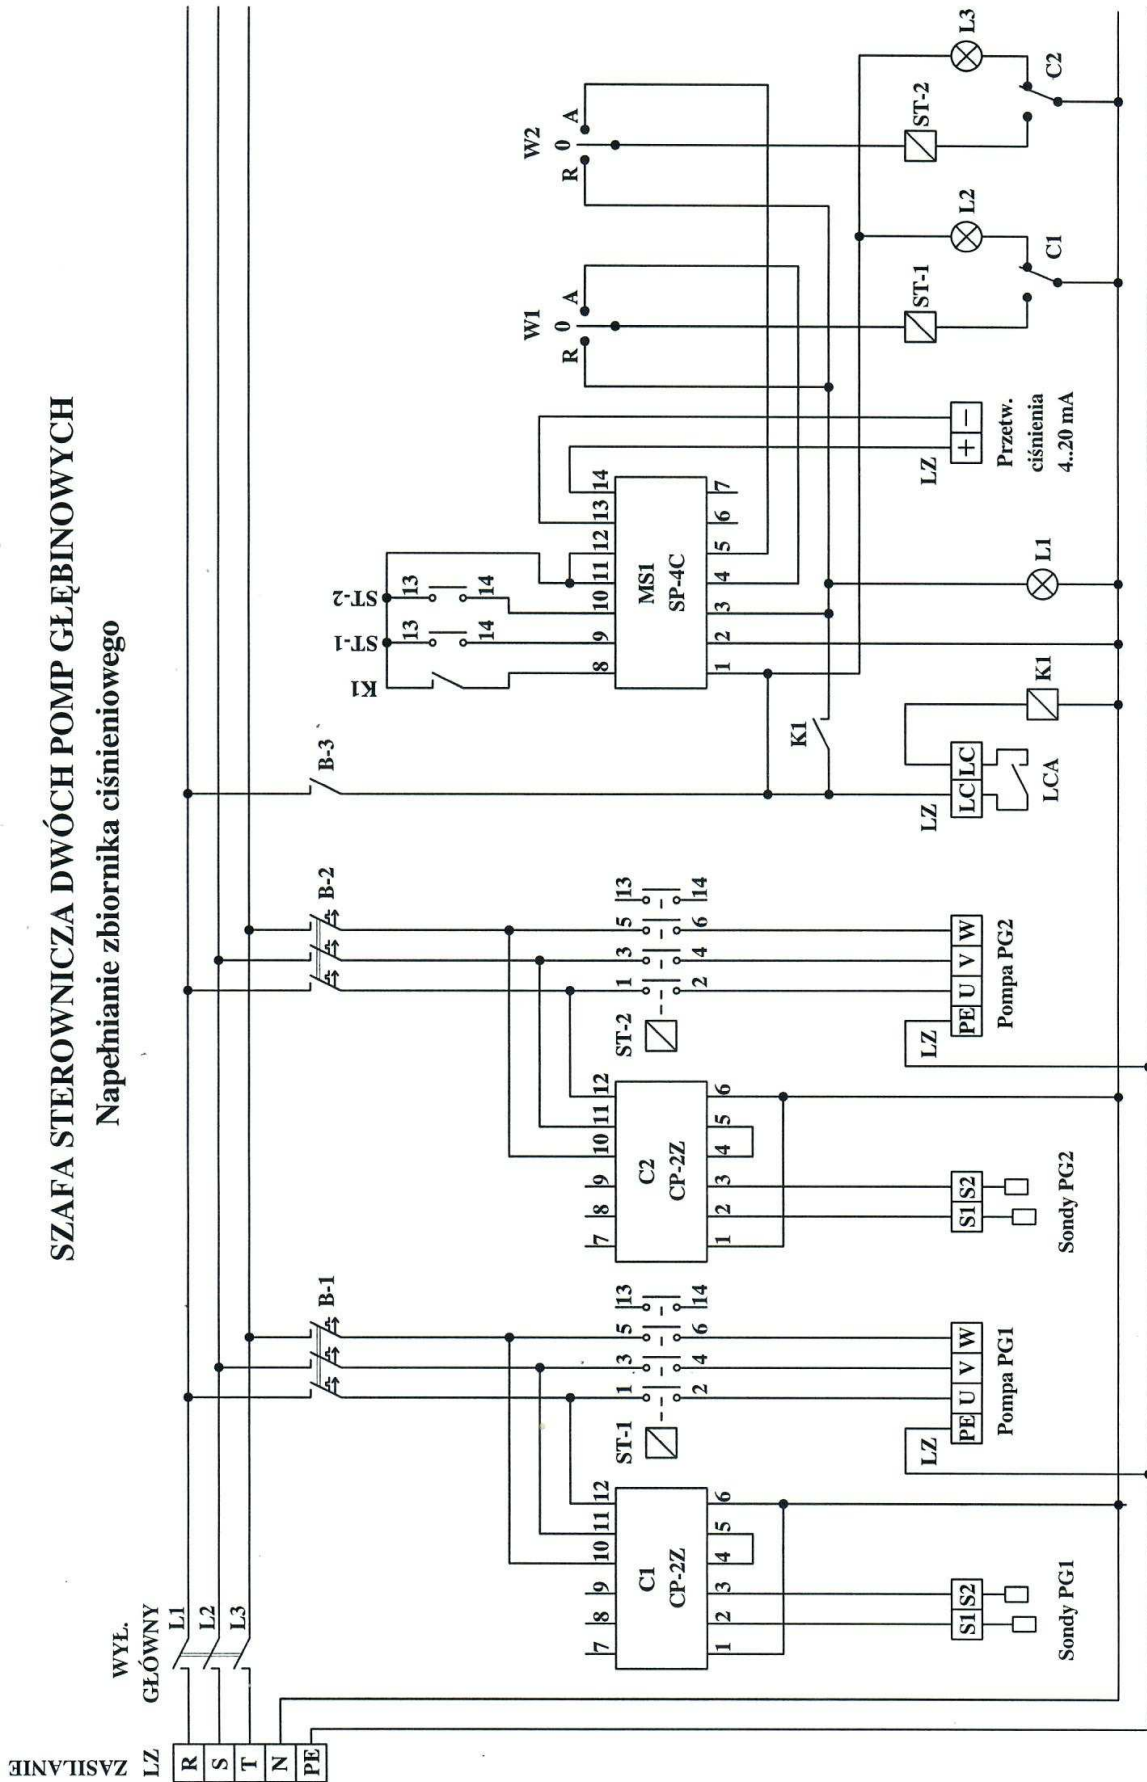 SZAFA STEROWNICZA DWÓCH POMP GŁĘBINOWYCH
Napełnianie zbiornika ciśnieniowego
ZASILANIE
LZ
R
S
T
N
PE
WYŁ.
GŁÓWNY
L1
L2
L3
B-1
B-2
B-3
7 8 9 10 11 12
C1
CP-2Z
1 2 3 4 5 6
S1 S2
Sondy PG1
ST-1
1 3 5 13
2 4 6 14
LZ
PE U V W
Pompa PG1
7 8 9 10 11 12
C2
CP-2Z
1 2 3 4 5 6
S1 S2
Sondy PG2
ST-2
1 3 5 13
2 4 6 14
LZ
PE U V W
Pompa PG2
K1
ST-1
ST-2
13 13
14 14
8 9 10 11 12 13 14
MS1
SP-4C
1 2 3 4 5 6 7
K1
LZ
LC LC
LCA
K1
L1
LZ
+ -
Przetw.
ciśnienia
4..20 mA
W1
R 0 A
W2
R 0 A
ST-1
L2
C1
ST-2
L3
C2